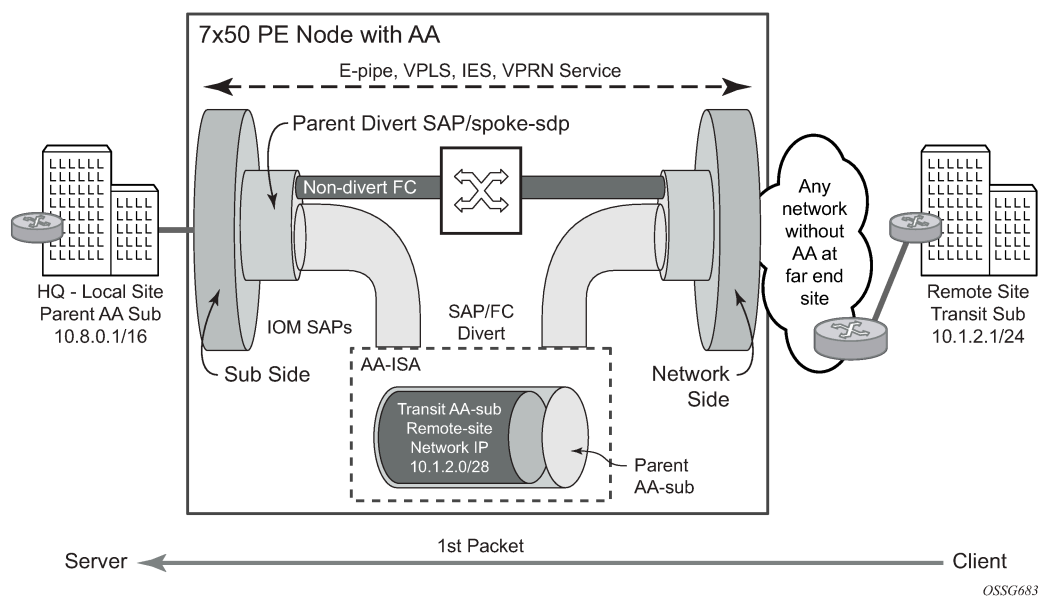 7x50 PE Node with AA
E-pipe, VPLS, IES, VPRN Service
Parent Divert SAP/spoke-sdp
Non-divert FC
Any
network
without
AA at
far end
site
HQ - Local Site
Parent AA Sub
10.8.0.1/16
Remote Site
Transit Sub
10.1.2.1/24
IOM SAPs
SAP/FC
Divert
Sub Side
AA-ISA
Network
Side
Transit AA-sub
Remote-site
Network IP
10.1.2.0/28
Parent
AA-sub
1st Packet
Server
Client
OSSG683